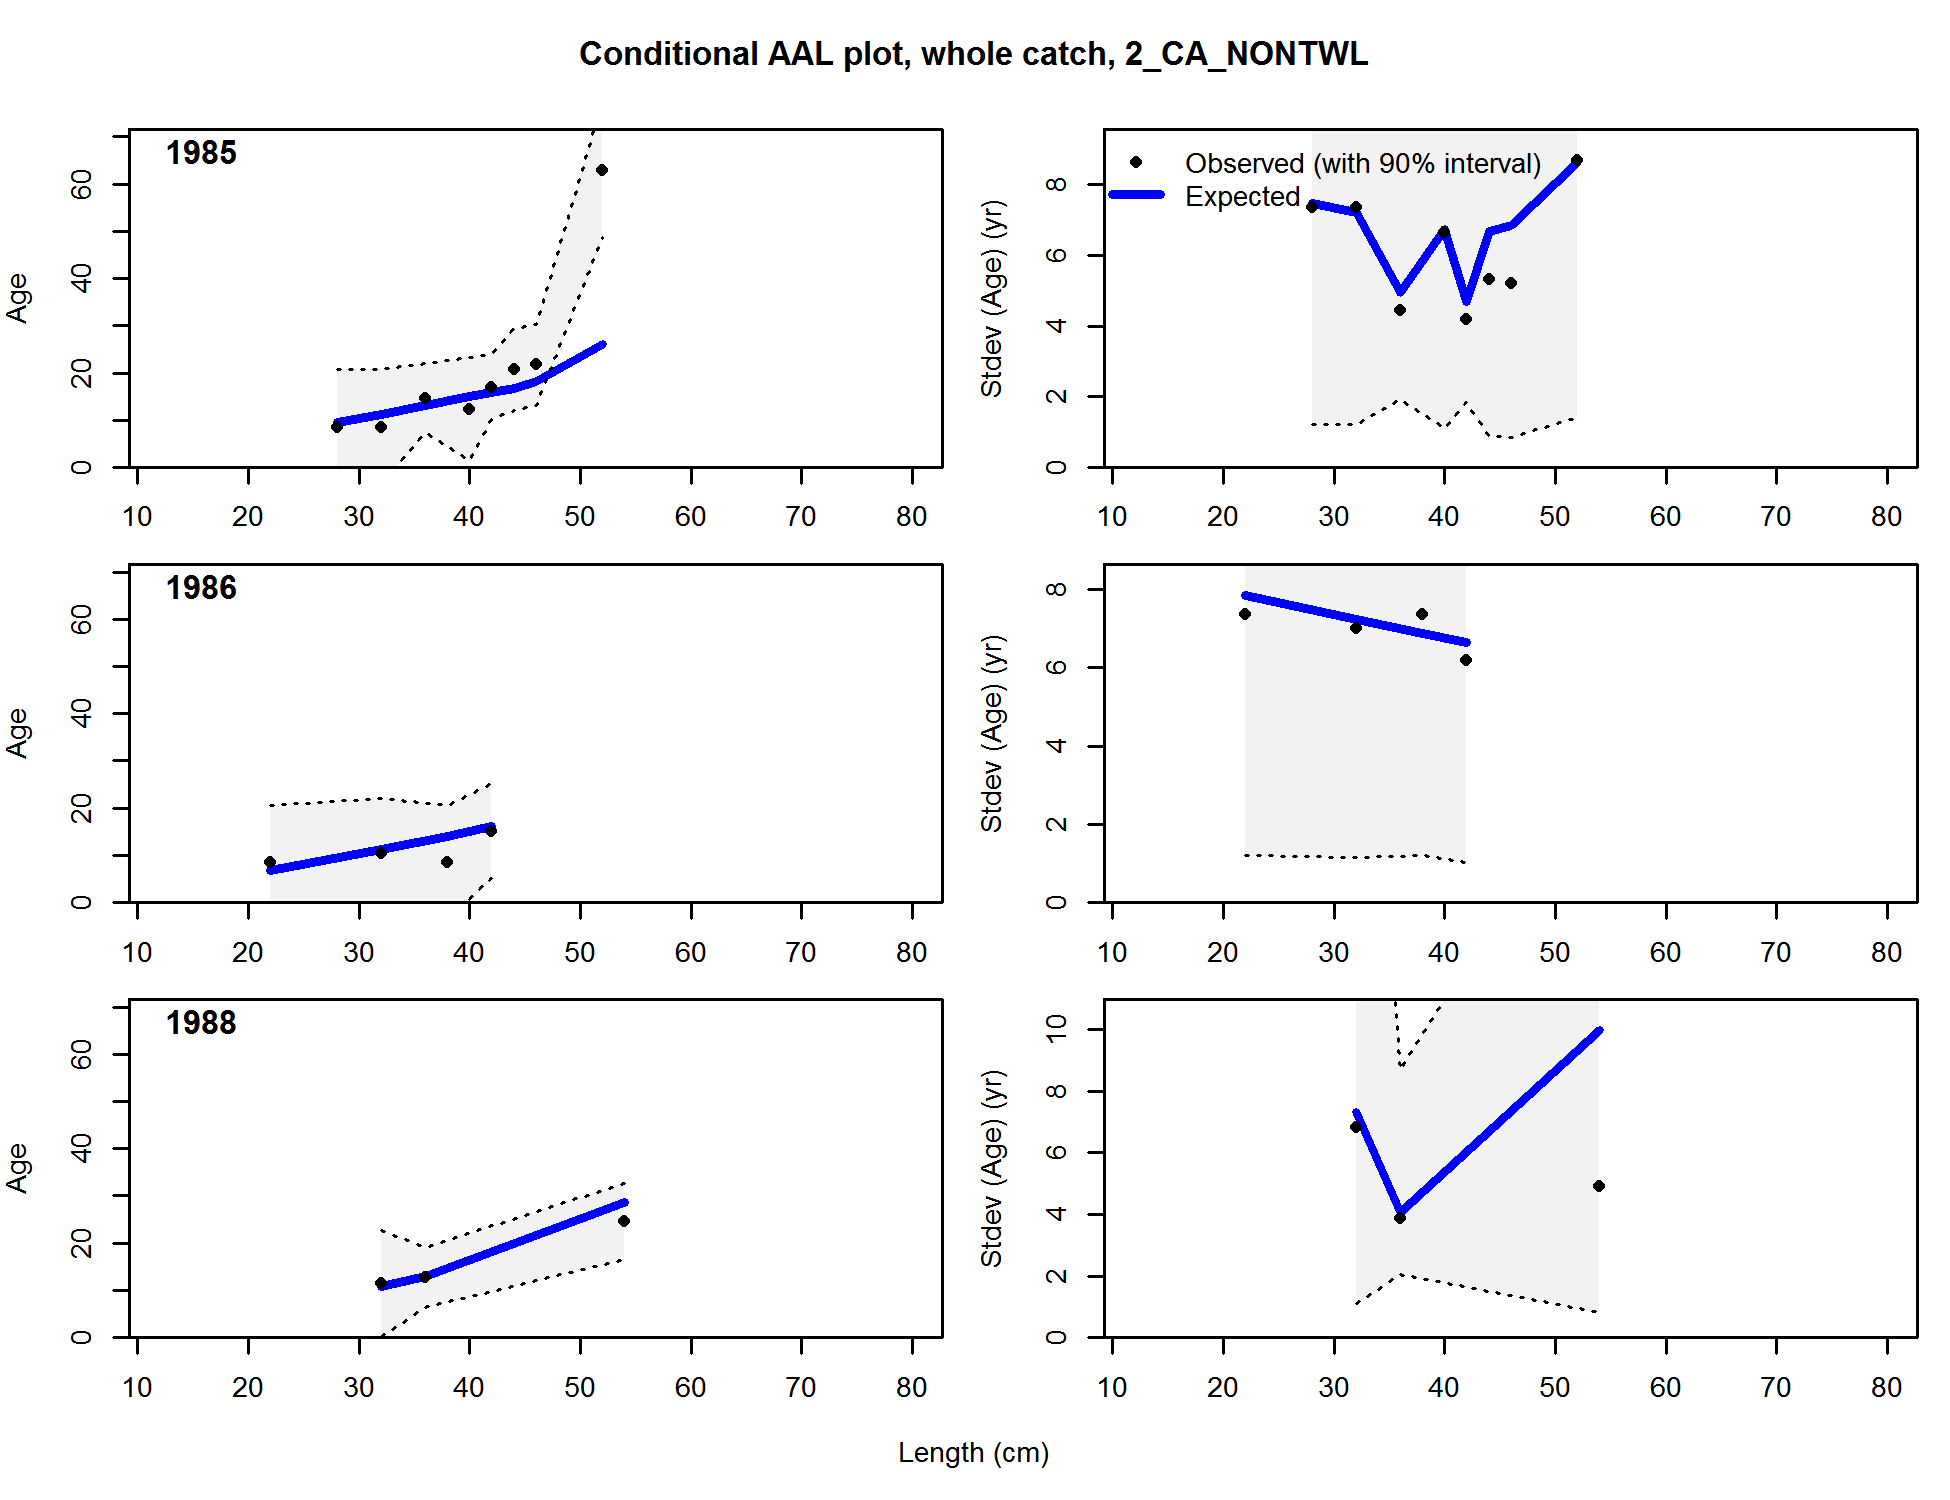 Conditional AAL plot, whole catch, 2_CA_NONTWL
1985
Age
0 20 40 60
10 20 30 40 50 60 70 80
Observed (with 90% interval)
Expected
Stdev (Age) (yr)
0 2 4 6 8
10 20 30 40 50 60 70 80
1986
Age
0 20 40 60
10 20 30 40 50 60 70 80
Stdev (Age) (yr)
0 2 4 6 8
10 20 30 40 50 60 70 80
1988
Age
0 20 40 60
10 20 30 40 50 60 70 80
Stdev (Age) (yr)
0 2 4 6 8 10
10 20 30 40 50 60 70 80
Length (cm)